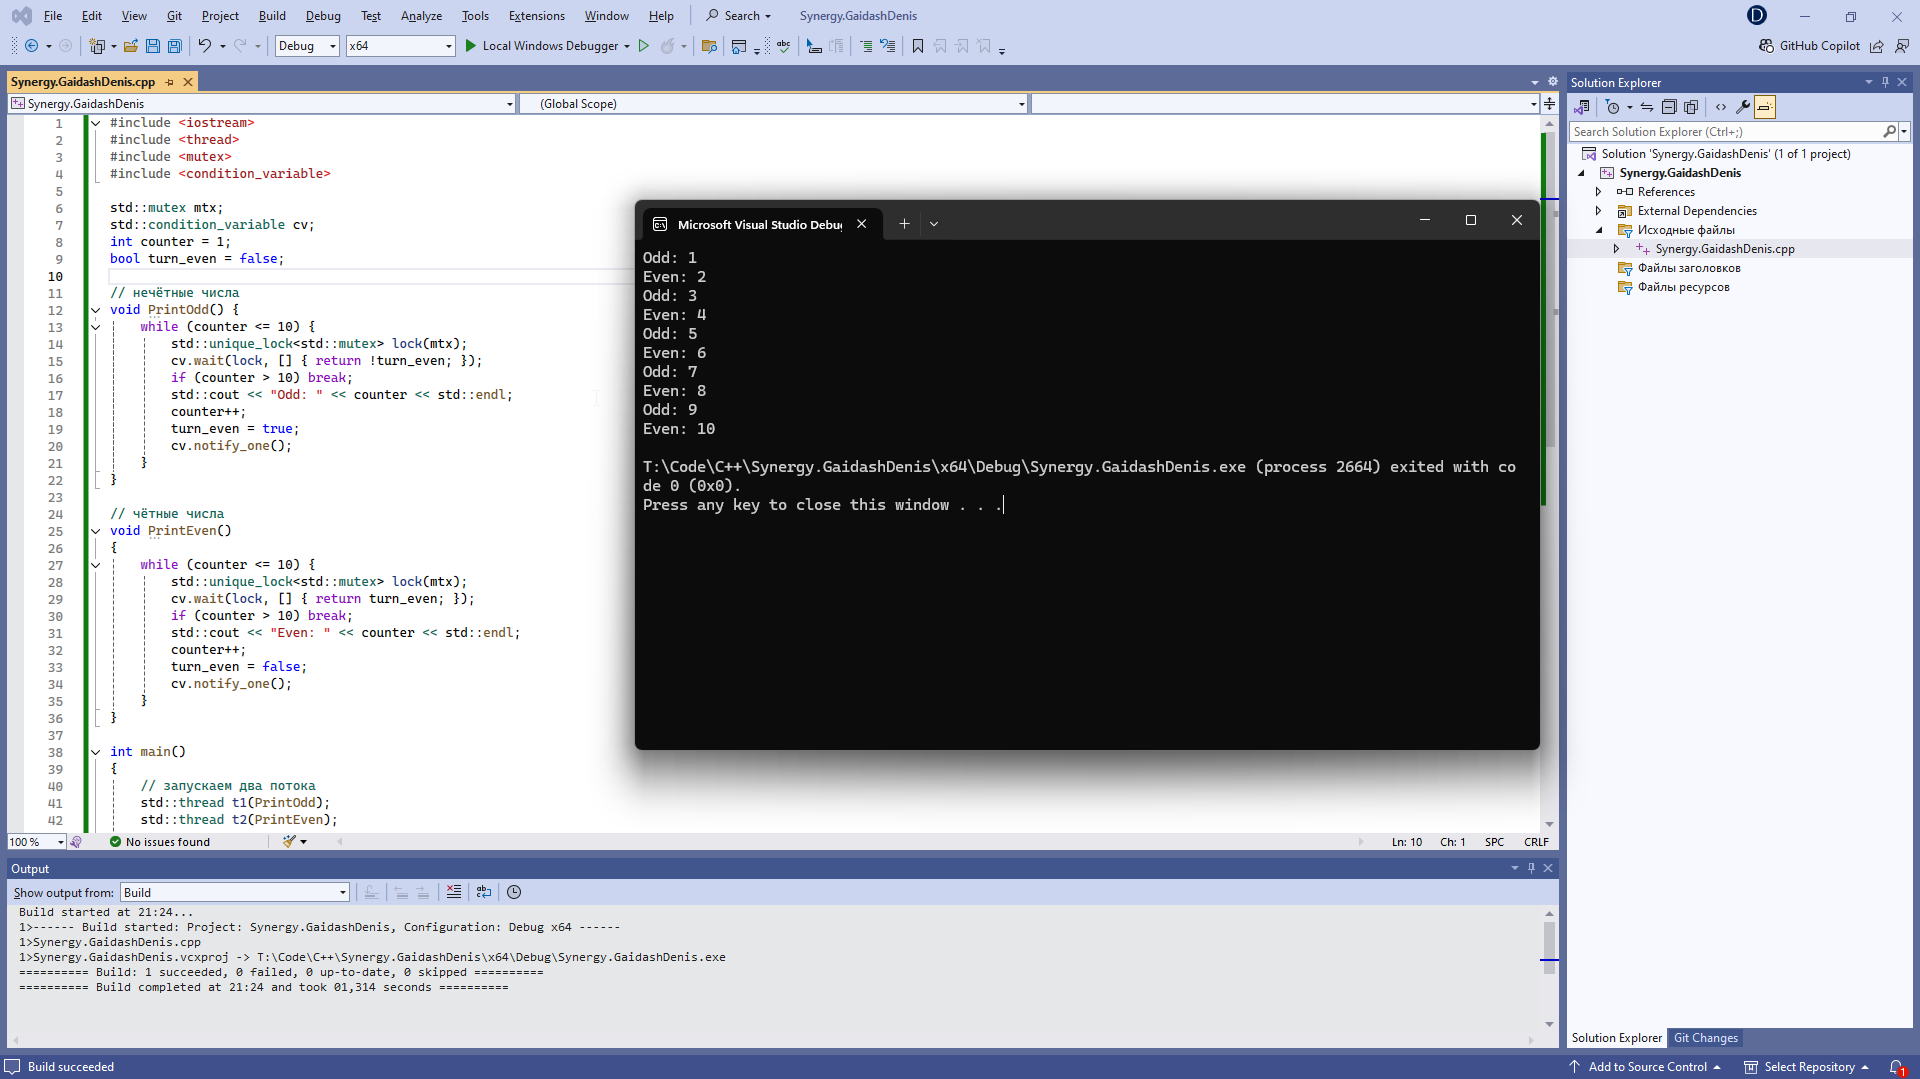 File Edit View Git Project Build Debug Test Analyze Tools Extensions Window Help Search Synergy.GaidashDenis D
Debug x64 Local Windows Debugger abc GitHub Copilot
Synergy.GaidashDenis.cpp
Synergy.GaidashDenis (Global Scope)
1 #include <iostream>
2 #include <thread>
3 #include <mutex>
4 #include <condition_variable>
5
6 std::mutex mtx;
7 std::condition_variable cv;
8 int counter = 1;
9 bool turn_even = false;
10
11 // нечётные числа
12 void PrintOdd() {
13 while (counter <= 10) {
14 std::unique_lock<std::mutex> lock(mtx);
15 cv.wait(lock, [] { return !turn_even; });
16 if (counter > 10) break;
17 std::cout << "Odd: " << counter << std::endl;
18 counter++;
19 turn_even = true;
20 cv.notify_one();
21 }
22 }
23
24 // чётные числа
25 void PrintEven()
26 {
27 while (counter <= 10) {
28 std::unique_lock<std::mutex> lock(mtx);
29 cv.wait(lock, [] { return turn_even; });
30 if (counter > 10) break;
31 std::cout << "Even: " << counter << std::endl;
32 counter++;
33 turn_even = false;
34 cv.notify_one();
35 }
36 }
37
38 int main()
39 {
40 // запускаем два потока
41 std::thread t1(PrintOdd);
42 std::thread t2(PrintEven);
100 % No issues found Ln: 10 Ch: 1 SPC CRLF
Microsoft Visual Studio Debu
Odd: 1
Even: 2
Odd: 3
Even: 4
Odd: 5
Even: 6
Odd: 7
Even: 8
Odd: 9
Even: 10
T:\Code\C++\Synergy.GaidashDenis\x64\Debug\Synergy.GaidashDenis.exe (process 2664) exited with co
de 0 (0x0).
Press any key to close this window . . .
Output
Show output from: Build
Build started at 21:24...
1>------ Build started: Project: Synergy.GaidashDenis, Configuration: Debug x64 ------
1>Synergy.GaidashDenis.cpp
1>Synergy.GaidashDenis.vcxproj -> T:\Code\C++\Synergy.GaidashDenis\x64\Debug\Synergy.GaidashDenis.exe
========== Build: 1 succeeded, 0 failed, 0 up-to-date, 0 skipped ==========
========== Build completed at 21:24 and took 01,314 seconds ==========
Solution Explorer
Search Solution Explorer (Ctrl+;)
Solution 'Synergy.GaidashDenis' (1 of 1 project)
Synergy.GaidashDenis
References
External Dependencies
Исходные файлы
Synergy.GaidashDenis.cpp
Файлы заголовков
Файлы ресурсов
Solution Explorer Git Changes
Build succeeded Add to Source Control Select Repository 1